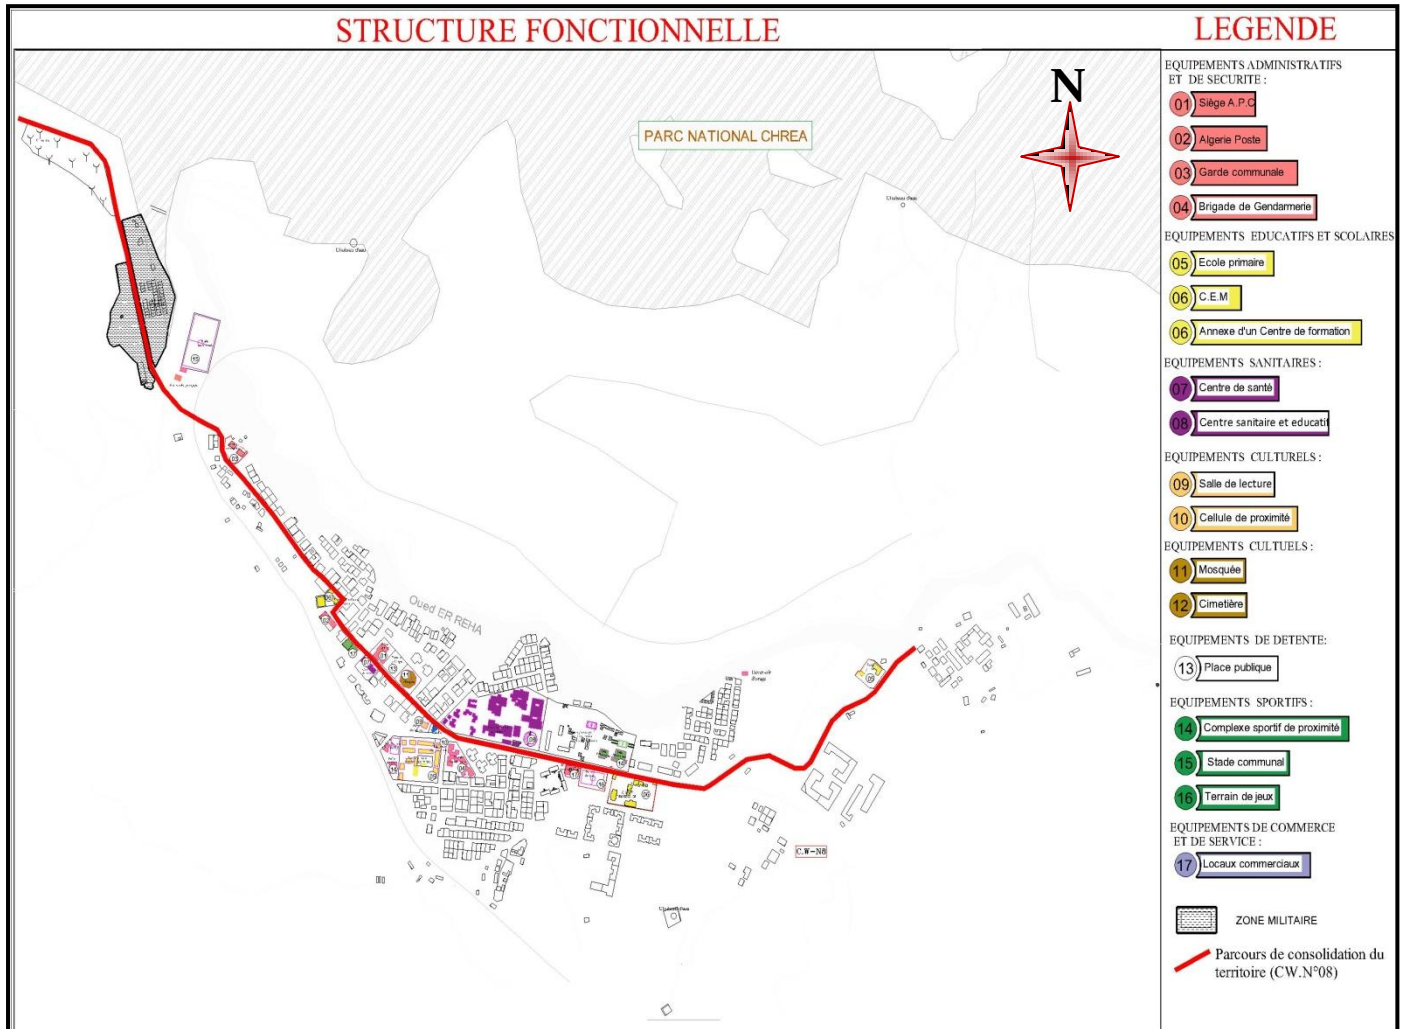 STRUCTURE FONCTIONNELLE
LEGENDE
N
PARC NATIONAL CHREA
Oued ER REHA
C.W-N8
EQUIPEMENTS ADMINISTRATIFS
ET DE SECURITE :
01 Siège A.P.C
02 Algerie Poste
03 Garde communale
04 Brigade de Gendarmerie
EQUIPEMENTS EDUCATIFS ET SCOLAIRES
05 Ecole primaire
06 C.E.M
06 Annexe d'un Centre de formation
EQUIPEMENTS SANITAIRES :
07 Centre de santé
08 Centre sanitaire et educatif
EQUIPEMENTS CULTURELS :
09 Salle de lecture
10 Cellule de proximité
EQUIPEMENTS CULTUELS :
11 Mosquée
12 Cimetière
EQUIPEMENTS DE DETENTE:
13 Place publique
EQUIPEMENTS SPORTIFS :
14 Complexe sportif de proximité
15 Stade communal
16 Terrain de jeux
EQUIPEMENTS DE COMMERCE
ET DE SERVICE :
17 Locaux commerciaux
ZONE MILITAIRE
Parcours de consolidation du
territoire (CW.N°08)